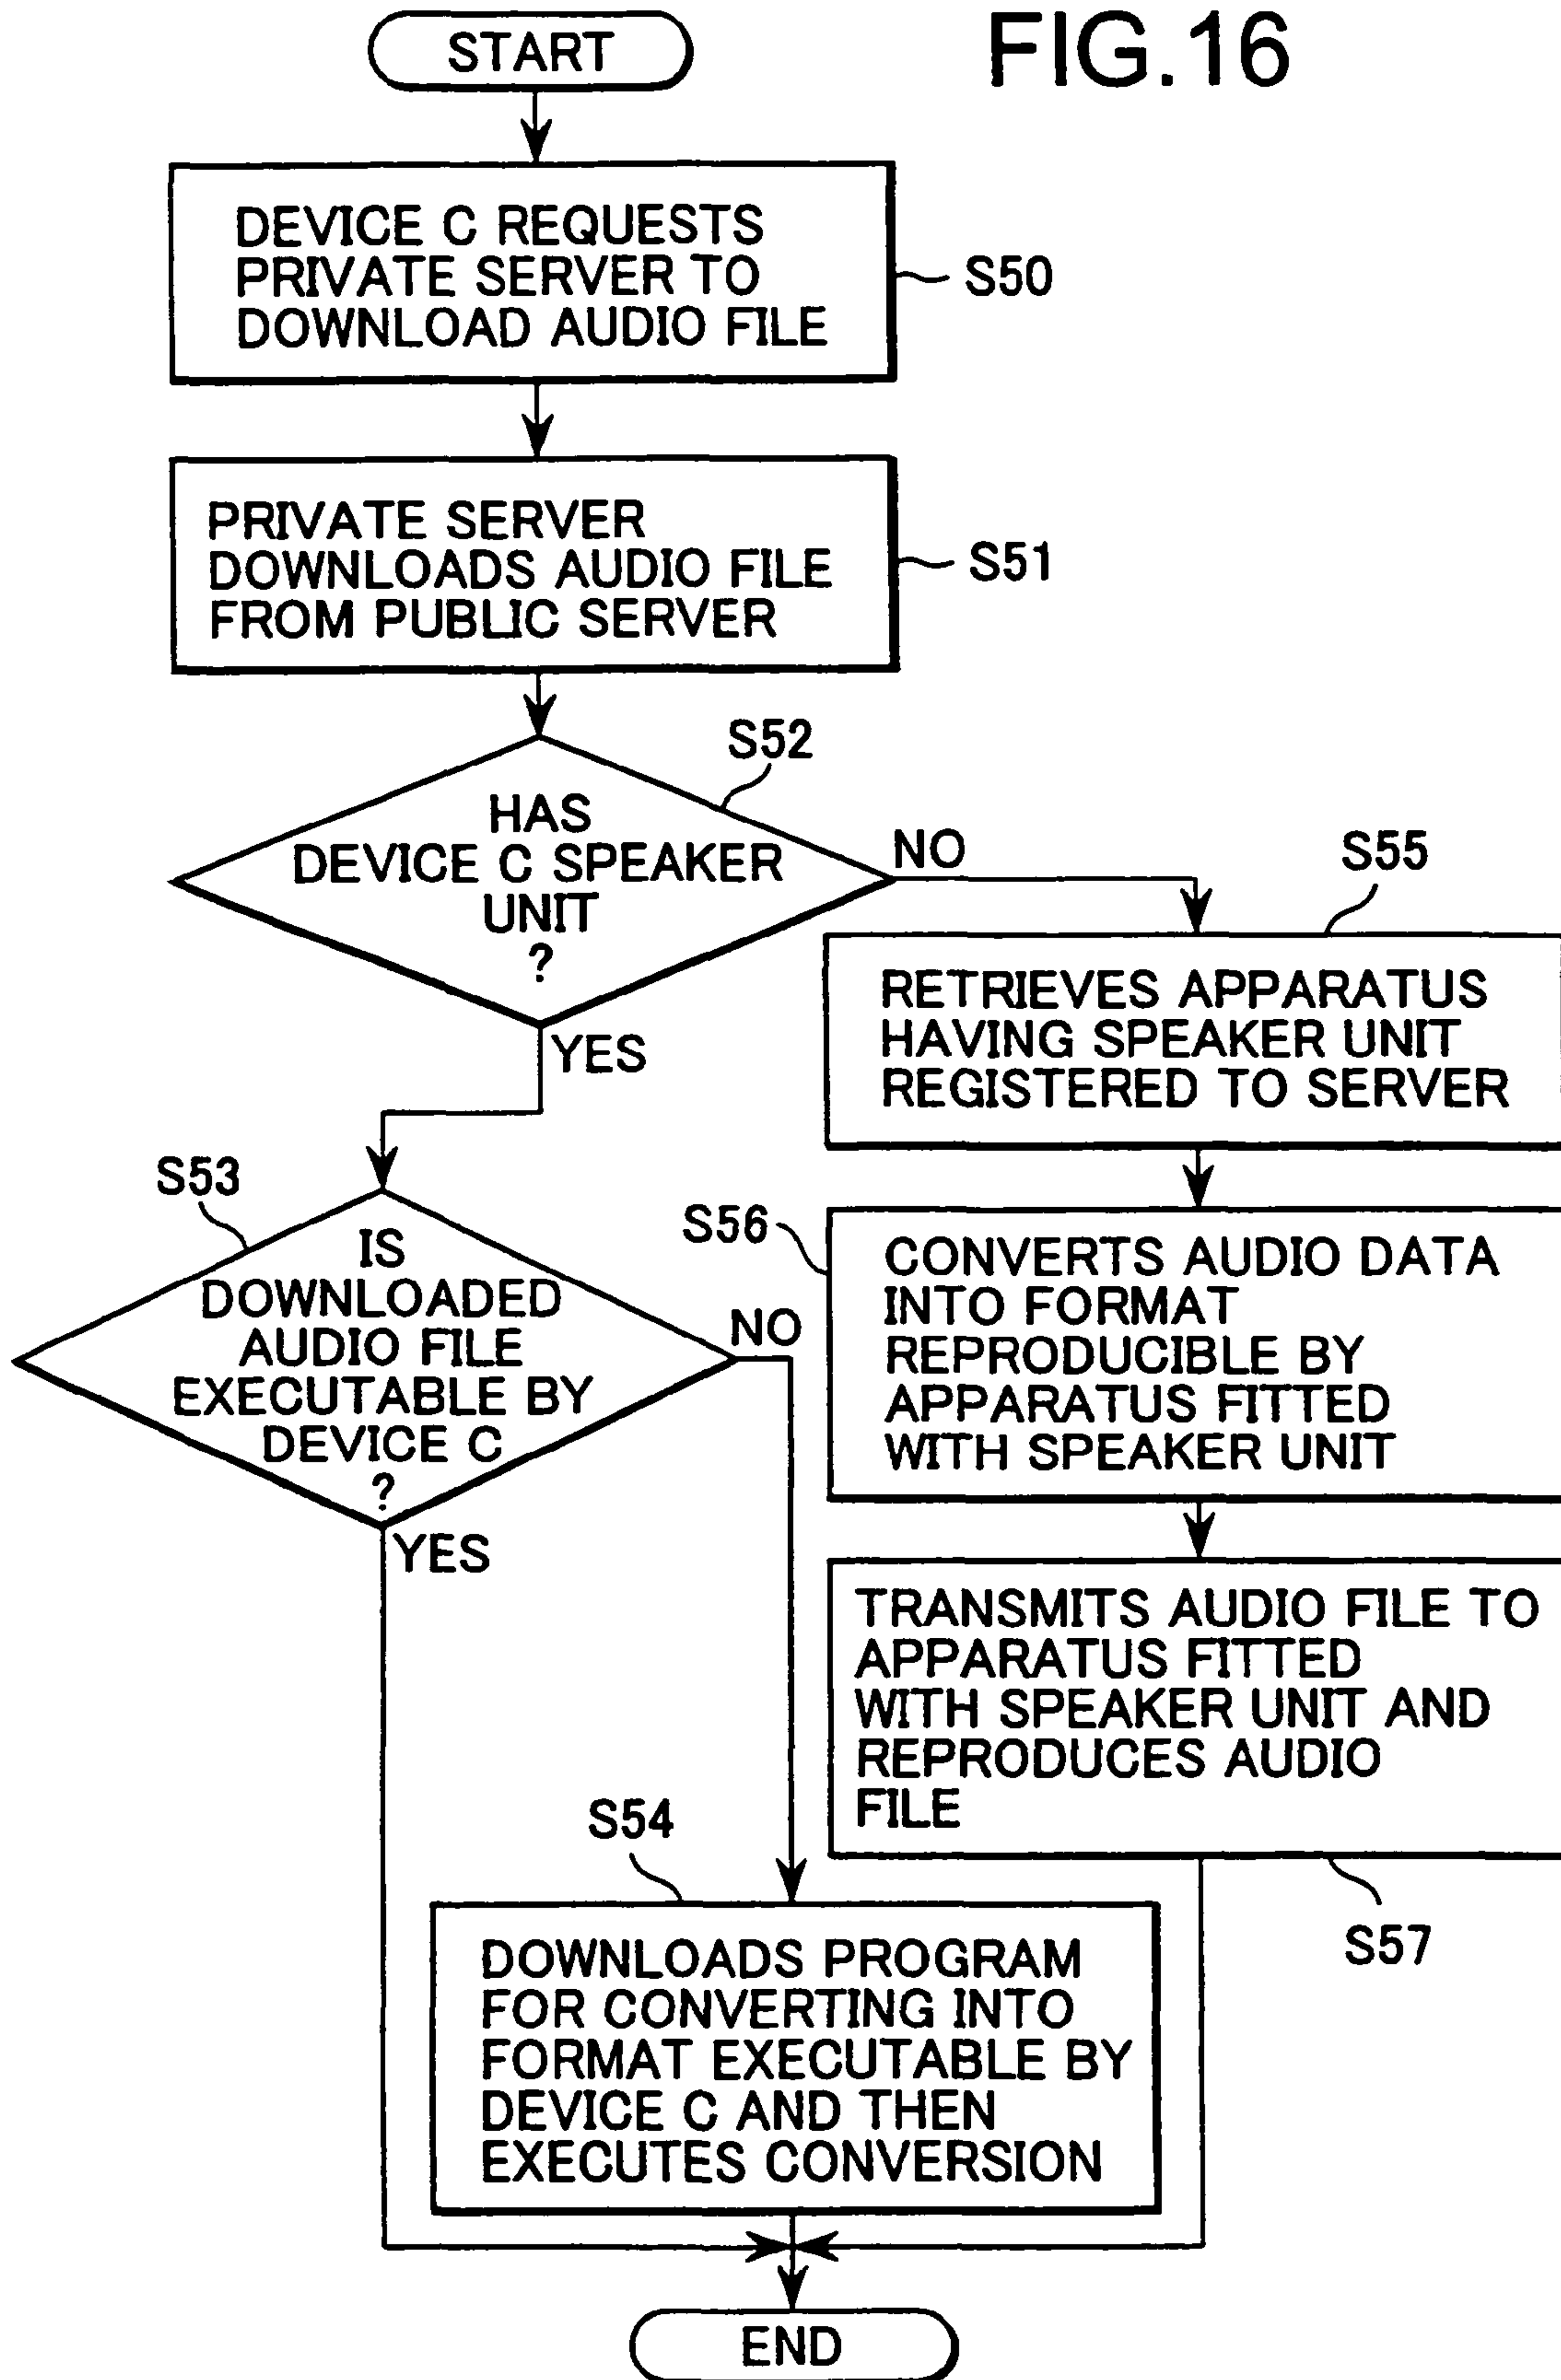 FIG.16
START
DEVICE C REQUESTS
PRIVATE SERVER TO
DOWNLOAD AUDIO FILE
S50
PRIVATE SERVER
DOWNLOADS AUDIO FILE
FROM PUBLIC SERVER
S51
S52
HAS
DEVICE C SPEAKER
UNIT
?
NO
YES
S55
RETRIEVES APPARATUS
HAVING SPEAKER UNIT
REGISTERED TO SERVER
S53
IS
DOWNLOADED
AUDIO FILE
EXECUTABLE BY
DEVICE C
?
NO
YES
S56
CONVERTS AUDIO DATA
INTO FORMAT
REPRODUCIBLE BY
APPARATUS FITTED
WITH SPEAKER UNIT
TRANSMITS AUDIO FILE TO
APPARATUS FITTED
WITH SPEAKER UNIT AND
REPRODUCES AUDIO
FILE
S57
S54
DOWNLOADS PROGRAM
FOR CONVERTING INTO
FORMAT EXECUTABLE BY
DEVICE C AND THEN
EXECUTES CONVERSION
END